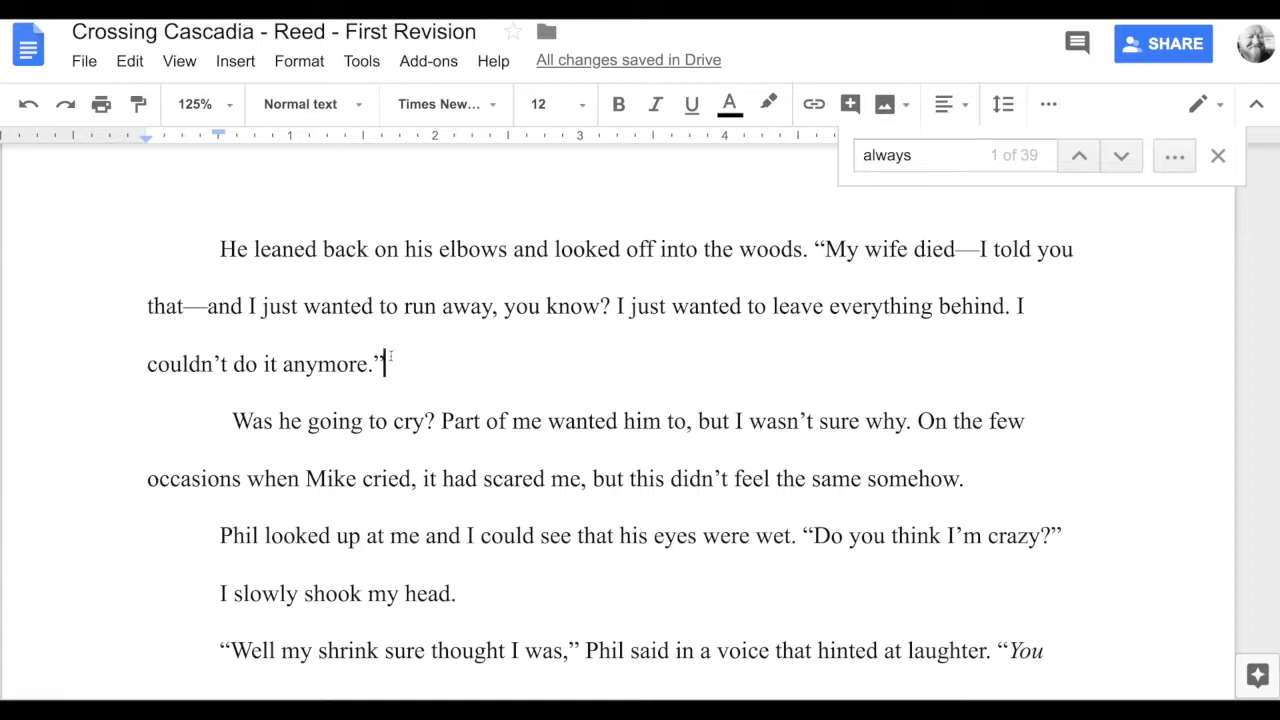 Crossing Cascadia - Reed - First Revision
File Edit View Insert Format Tools Add-ons Help All changes saved in Drive
SHARE
125% Normal text Times New... 12 B I U A
1 2 3 4
always 1 of 39
He leaned back on his elbows and looked off into the woods. “My wife died—I told you
that—and I just wanted to run away, you know? I just wanted to leave everything behind. I
couldn’t do it anymore.”
Was he going to cry? Part of me wanted him to, but I wasn’t sure why. On the few
occasions when Mike cried, it had scared me, but this didn’t feel the same somehow.
Phil looked up at me and I could see that his eyes were wet. “Do you think I’m crazy?”
I slowly shook my head.
“Well my shrink sure thought I was,” Phil said in a voice that hinted at laughter. “You